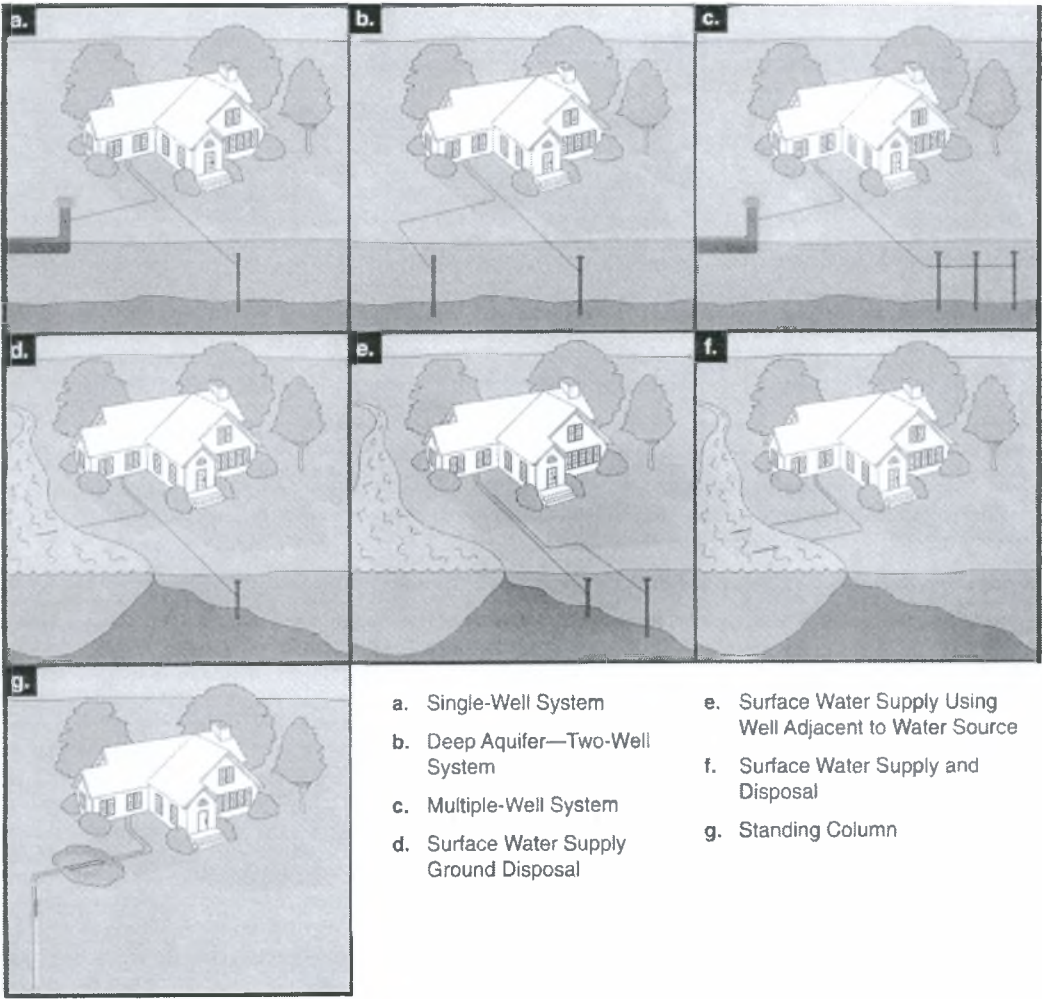 a.
b.
c.
d.
e.
f.
g.
a. Single-Well System
b. Deep Aquifer—Two-Well
System
c. Multiple-Well System
d. Surface Water Supply
Ground Disposal
e. Surface Water Supply Using
Well Adjacent to Water Source
f. Surface Water Supply and
Disposal
g. Standing Column